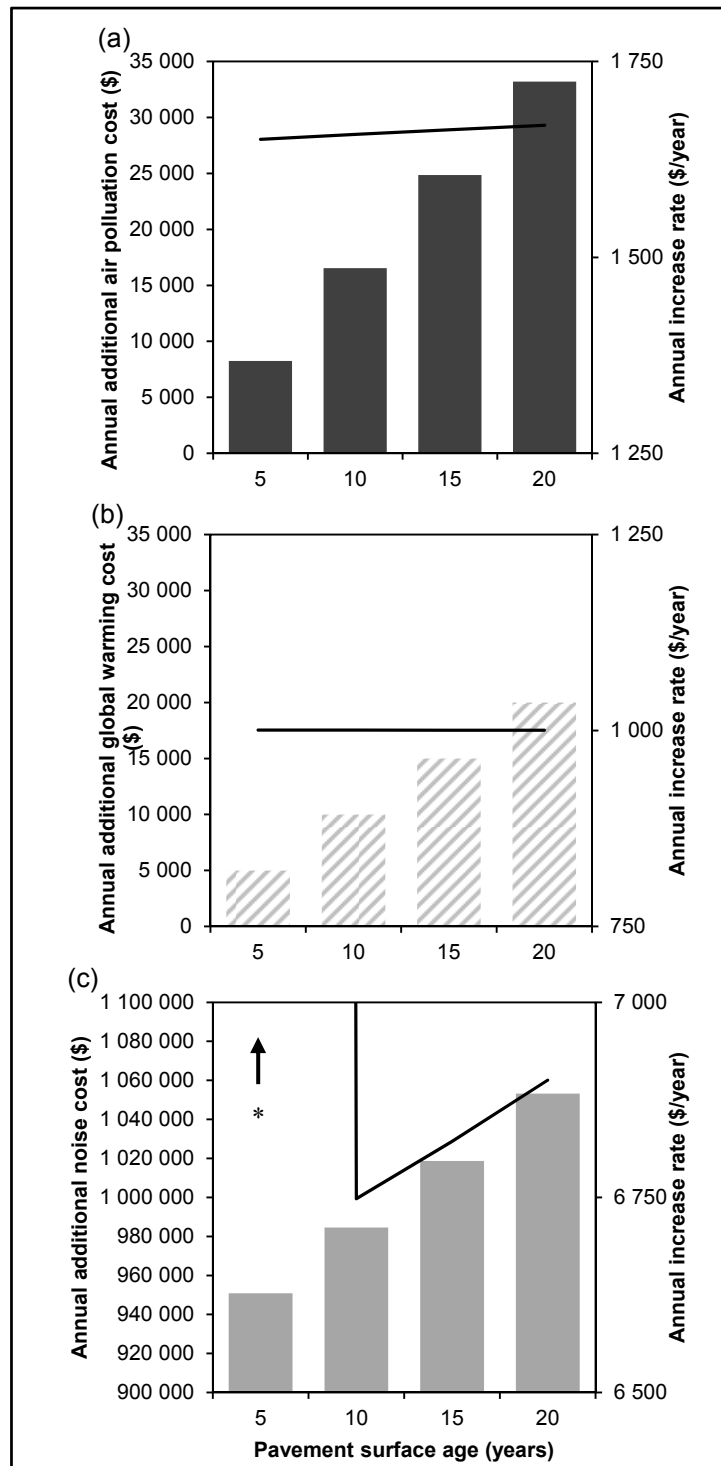 (a)
Annual additional air polluation cost ($)
35 000
30 000
25 000
20 000
15 000
10 000
5 000
0
1 750
1 500
1 250
Annual increase rate ($/year)
5 10 15 20
(b)
Annual additional global warming cost
($)
35 000
30 000
25 000
20 000
15 000
10 000
5 000
0
1 250
1 000
750
Annual increase rate ($/year)
5 10 15 20
(c)
Annual additional noise cost ($)
1 100 000
1 080 000
1 060 000
1 040 000
1 020 000
1 000 000
980 000
960 000
940 000
920 000
900 000
*
7 000
6 750
6 500
Annual increase rate ($/year)
5 10 15 20
Pavement surface age (years)